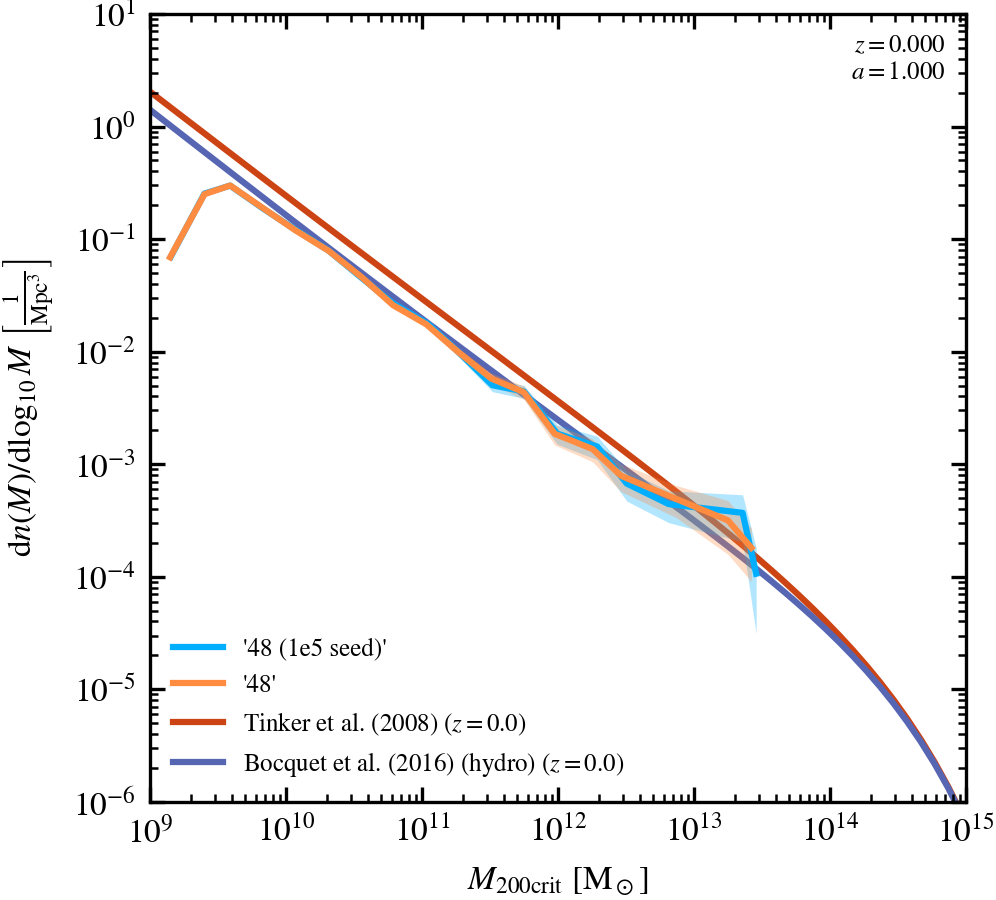 10^1
10^0
10^-1
10^-2
10^-3
10^-4
10^-5
10^-6
dn(M)/dlog10 M [1/Mpc^3]
z = 0.000
a = 1.000
'48 (1e5 seed)'
'48'
Tinker et al. (2008) (z = 0.0)
Bocquet et al. (2016) (hydro) (z = 0.0)
10^9 10^10 10^11 10^12 10^13 10^14 10^15
M200crit [M⊙]